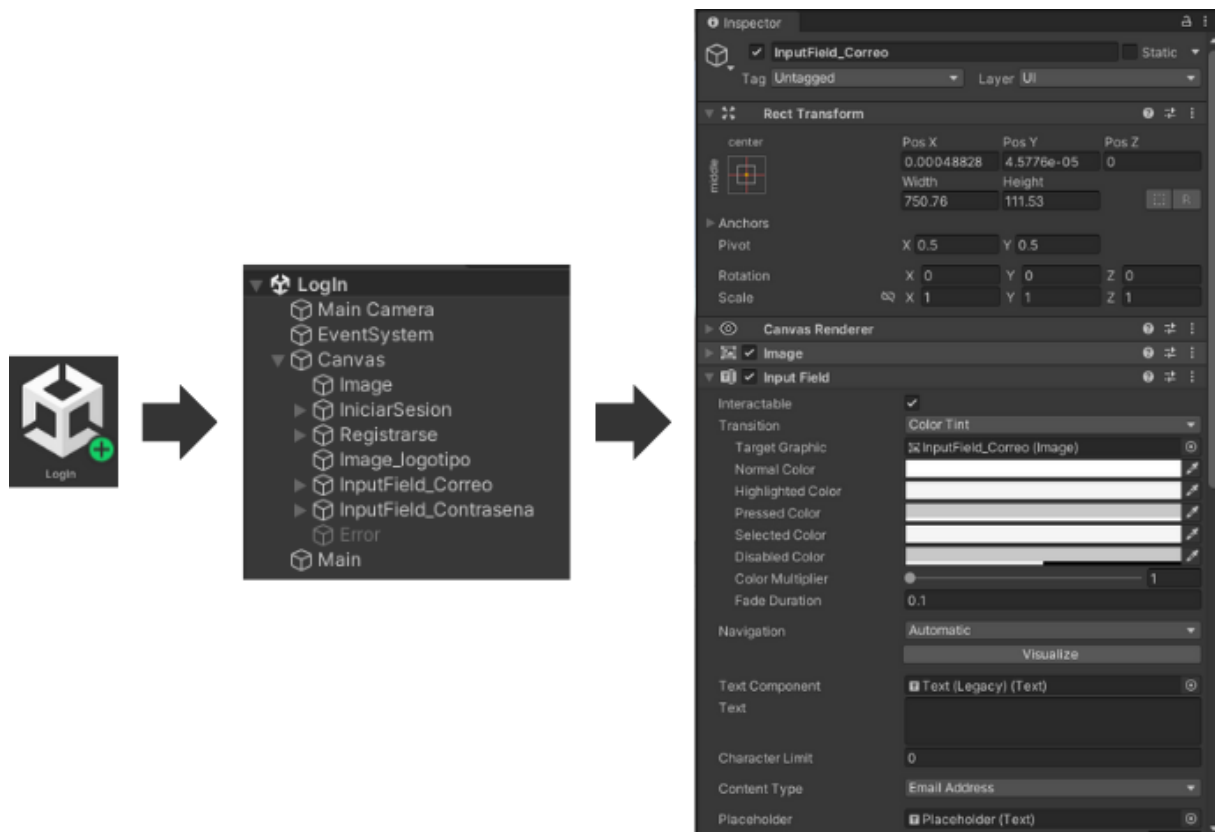 LogIn
LogIn
Main Camera
EventSystem
Canvas
Image
IniciarSesion
Registrarse
Image_logotipo
InputField_Correo
InputField_Contrasena
Error
Main
Inspector
InputField_Correo Static
Tag Untagged Layer UI
Rect Transform
center Pos X Pos Y Pos Z
middle 0.00048828 4.5776e-05 0
Width Height
750.76 111.53 R
Anchors
Pivot X 0.5 Y 0.5
Rotation X 0 Y 0 Z 0
Scale X 1 Y 1 Z 1
Canvas Renderer
Image
Input Field
Interactable
Transition Color Tint
Target Graphic InputField_Correo (Image)
Normal Color
Highlighted Color
Pressed Color
Selected Color
Disabled Color
Color Multiplier 1
Fade Duration 0.1
Navigation Automatic
Visualize
Text Component Text (Legacy) (Text)
Text
Character Limit 0
Content Type Email Address
Placeholder Placeholder (Text)